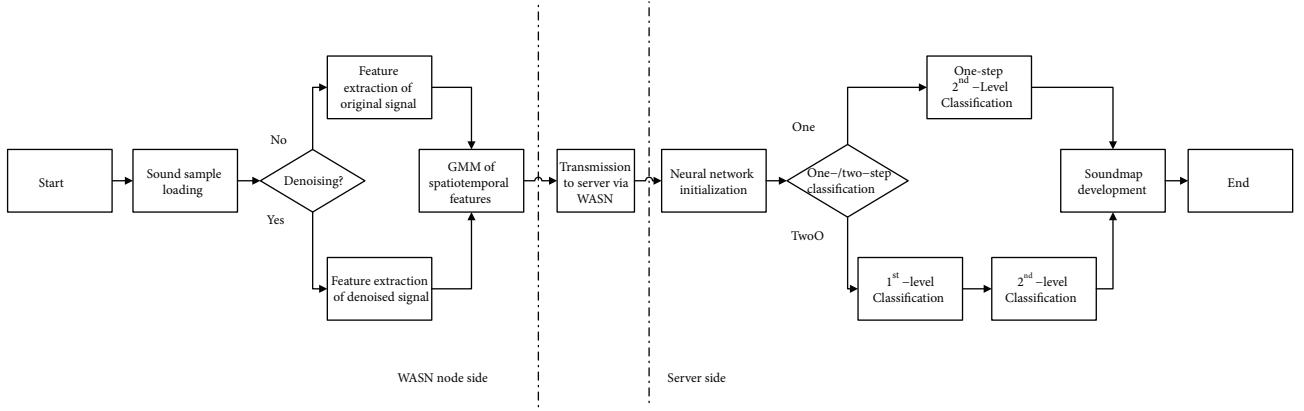 Start
Sound sample
loading
Denoising?
No
Yes
Feature
extraction of
original signal
Feature extraction
of denoised signal
GMM of
spatiotemporal
features
Transmission
to server via
WASN
Neural network
initialization
One-/two-step
classification
One
TwoO
One-step
2nd -Level
Classification
1st -level
Classification
2nd -level
Classification
Soundmap
development
End
WASN node side
Server side